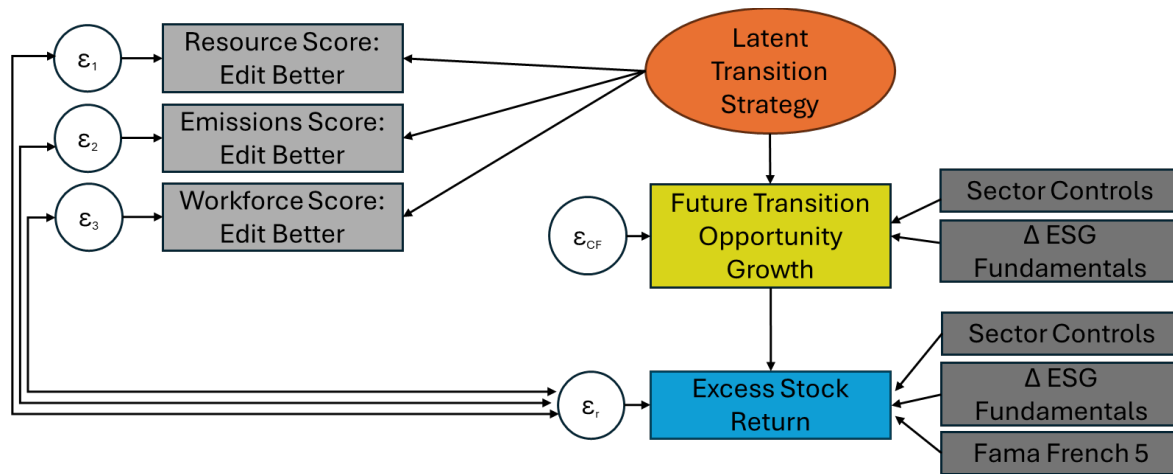 ε1
Resource Score:
Edit Better
ε2
Emissions Score:
Edit Better
ε3
Workforce Score:
Edit Better
Latent
Transition
Strategy
εCF
Future Transition
Opportunity
Growth
Sector Controls
Δ ESG
Fundamentals
εr
Excess Stock
Return
Sector Controls
Δ ESG
Fundamentals
Fama French 5